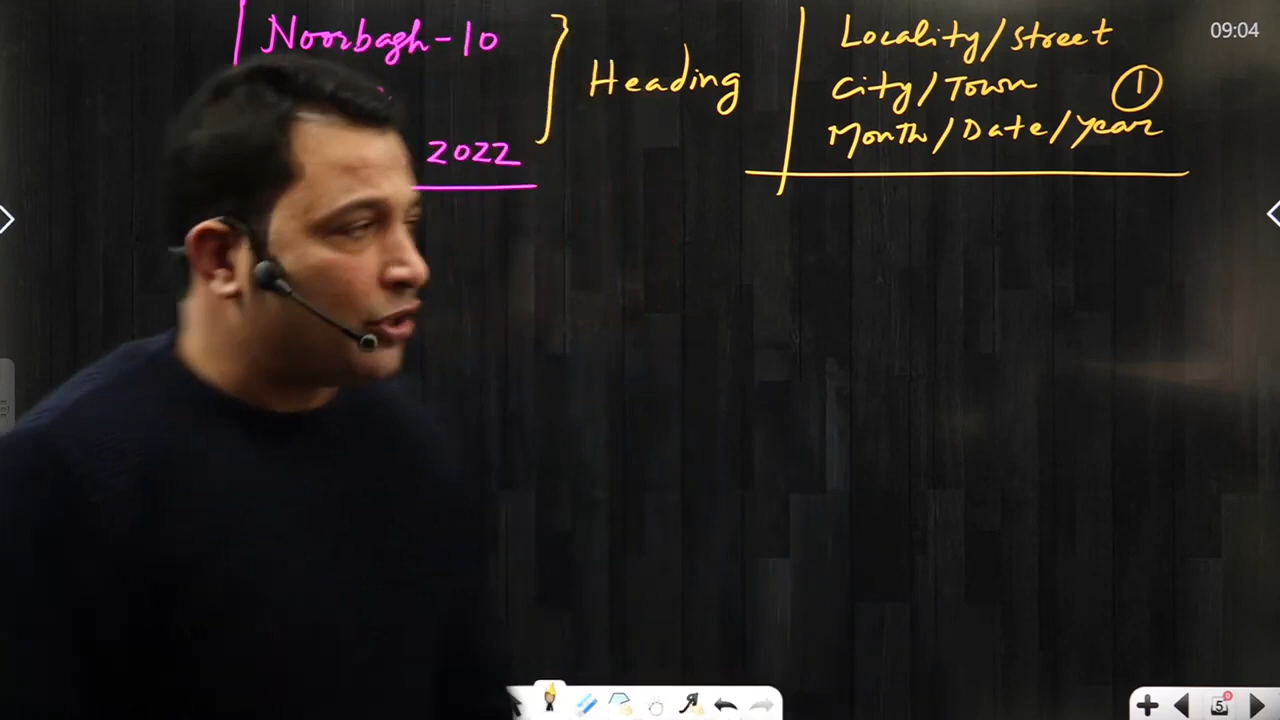 Noorbagh-10
2022
Heading
Locality/street
City/Town
①
Month/Date/year
09:04
5